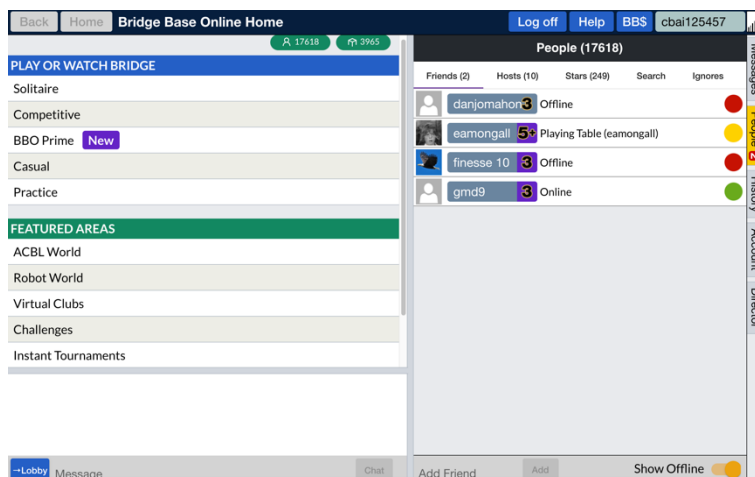 Back Home Bridge Base Online Home Log off Help BB$ cbai125457
17618 3965
PLAY OR WATCH BRIDGE
Solitaire
Competitive
BBO Prime New
Casual
Practice
FEATURED AREAS
ACBL World
Robot World
Virtual Clubs
Challenges
Instant Tournaments
→Lobby Message Chat
People (17618)
Friends (2) Hosts (10) Stars (249) Search Ignores
danjomahon 3 Offline
eamongall 5+ Playing Table (eamongall)
finesse 10 3 Offline
gmd9 3 Online
Add Friend Add Show Offline
Messages
People 2
History
Account
Director